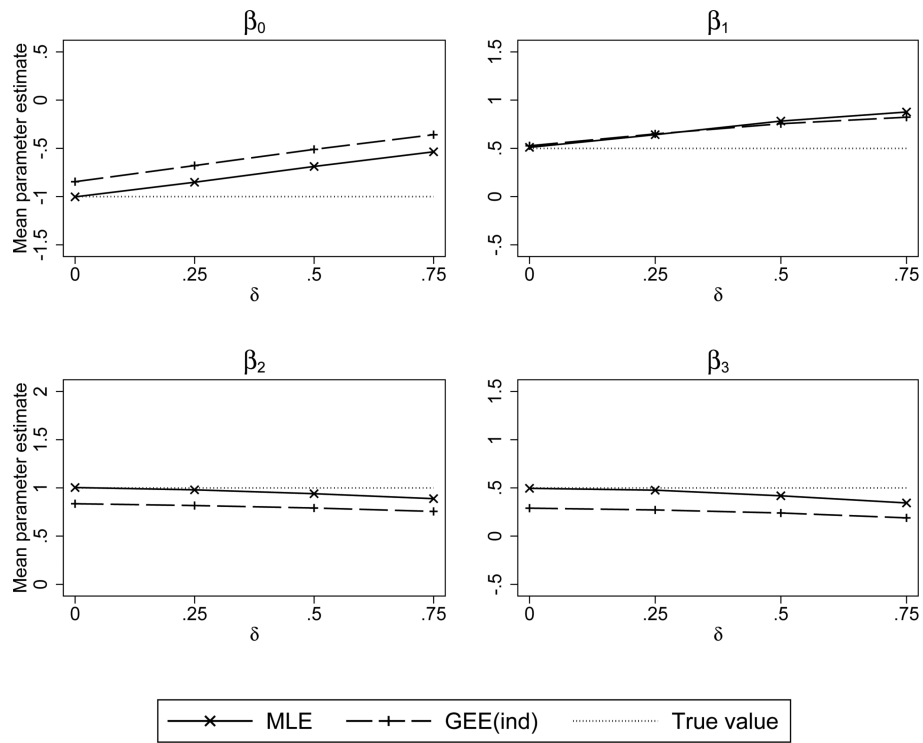 β0
Mean parameter estimate
.5
0
-.5
-1
-1.5
0 .25 .5 .75
δ
β1
1.5
1
.5
0
-.5
0 .25 .5 .75
δ
β2
Mean parameter estimate
2
1.5
1
.5
0
0 .25 .5 .75
δ
β3
1.5
1
.5
0
-.5
0 .25 .5 .75
δ
MLE GEE(ind) True value